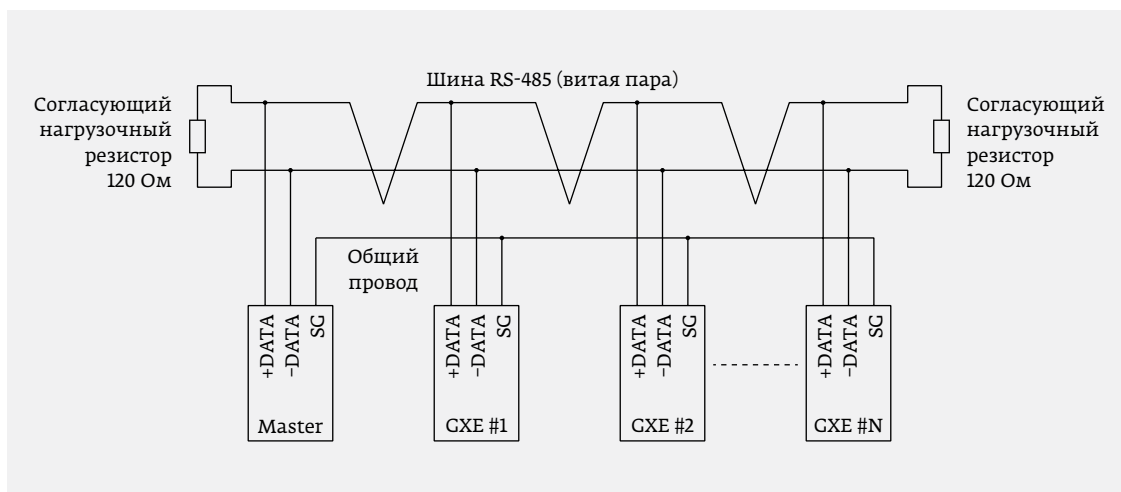 Шина RS-485 (витая пара)
Согласующий
нагрузочный
резистор
120 Ом
Согласующий
нагрузочный
резистор
120 Ом
Общий
провод
+DATA
–DATA
SG
Master
+DATA
–DATA
SG
GXE #1
+DATA
–DATA
SG
GXE #2
+DATA
–DATA
SG
GXE #N